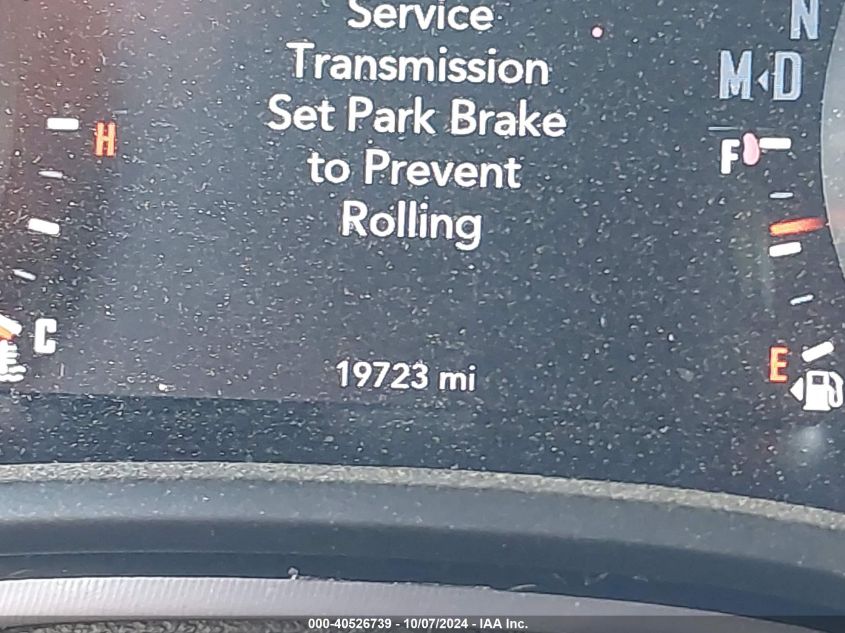 Service
Transmission
Set Park Brake
to Prevent
Rolling
N
M◂D
H
F
C
E
19723 mi
000-40526739 - 10/07/2024 - IAA Inc.